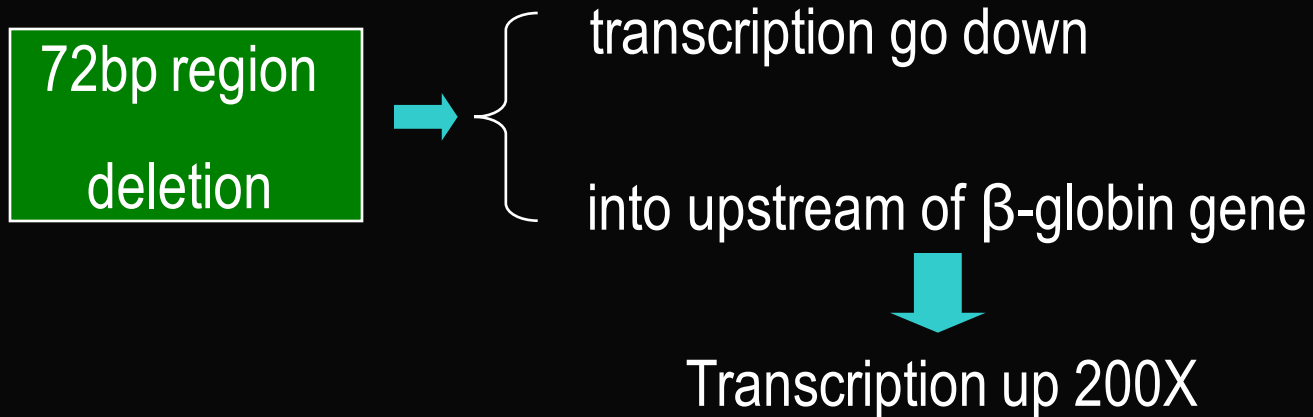 72bp region
deletion
transcription go down
into upstream of β-globin gene
Transcription up 200X